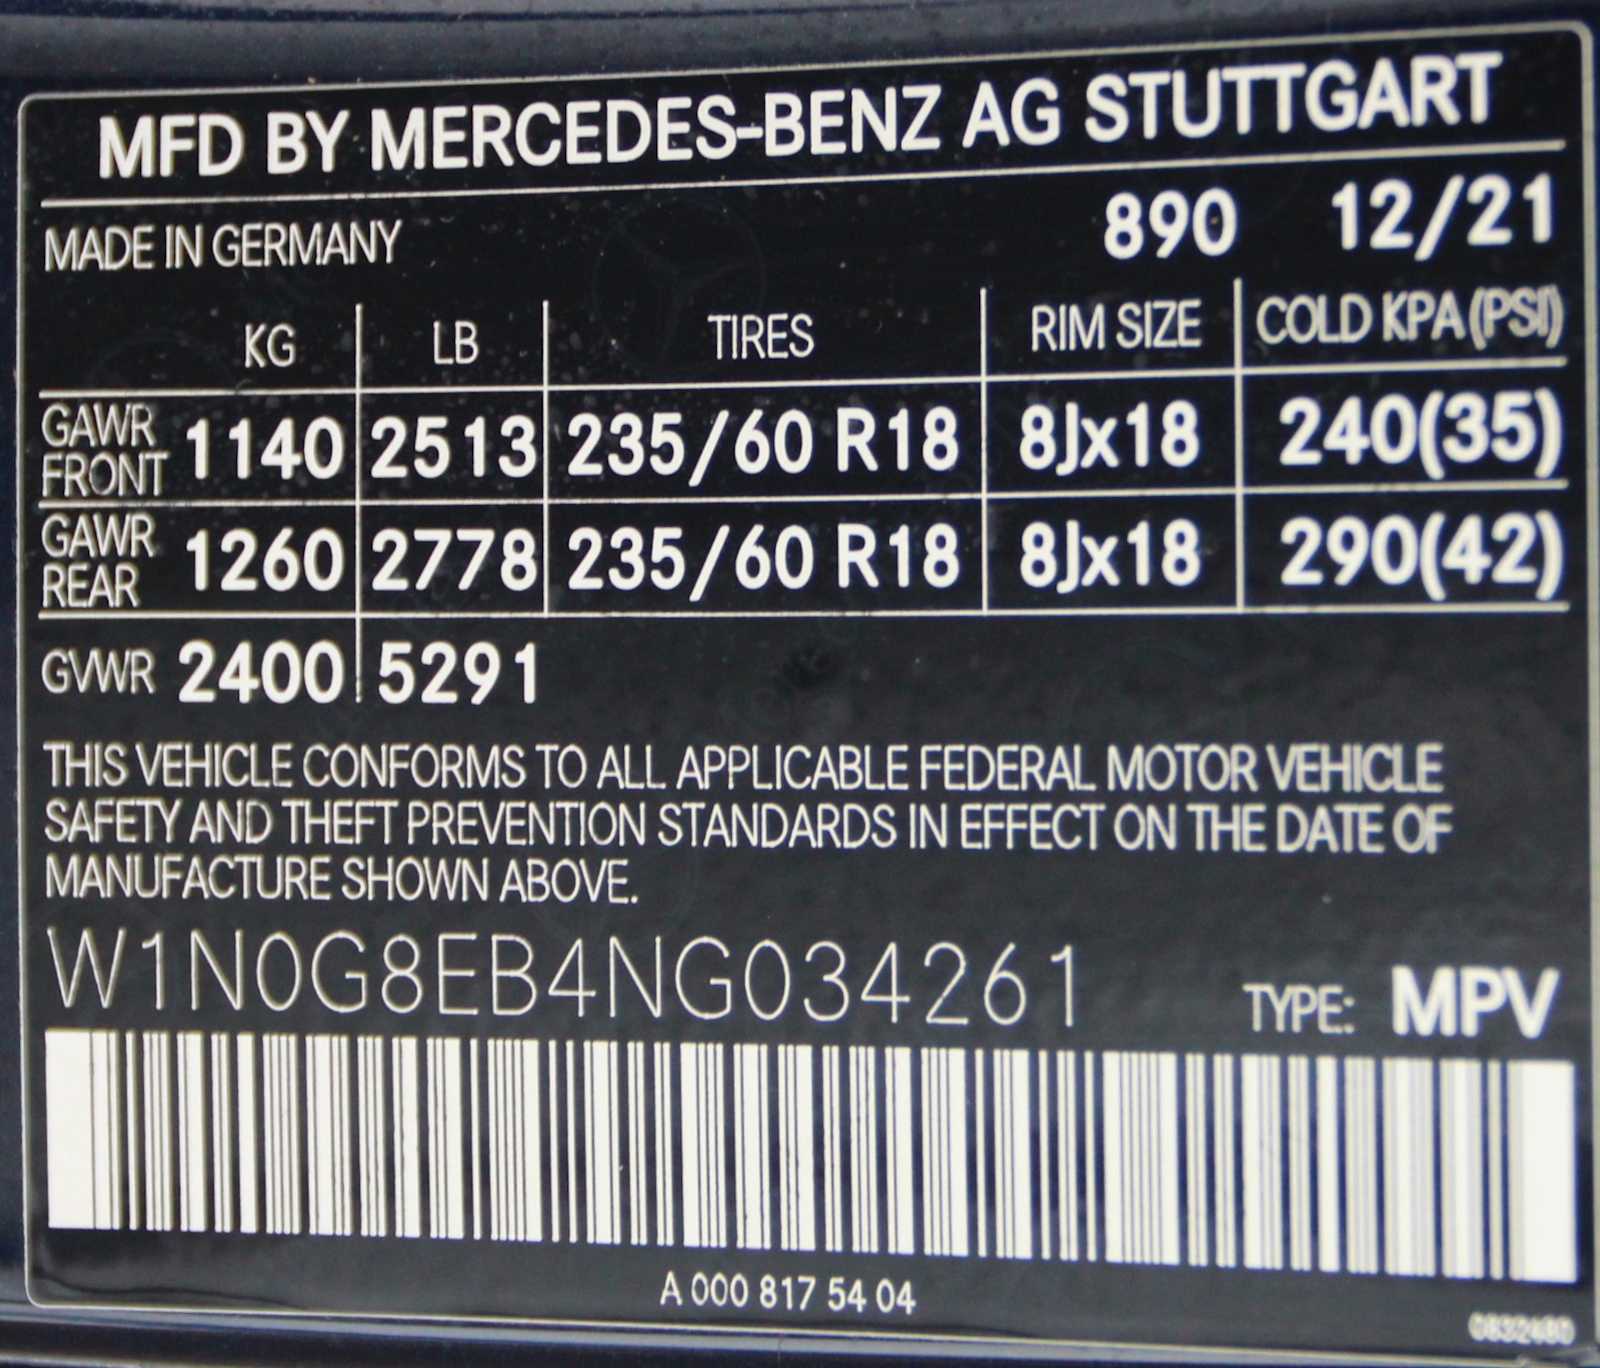 MFD BY MERCEDES-BENZ AG STUTTGART
MADE IN GERMANY 890 12/21
KG LB TIRES RIM SIZE COLD KPA (PSI)
GAWR FRONT 1140 2513 235/60 R18 8Jx18 240(35)
GAWR REAR 1260 2778 235/60 R18 8Jx18 290(42)
GVWR 2400 5291
THIS VEHICLE CONFORMS TO ALL APPLICABLE FEDERAL MOTOR VEHICLE
SAFETY AND THEFT PREVENTION STANDARDS IN EFFECT ON THE DATE OF
MANUFACTURE SHOWN ABOVE.
W1N0G8EB4NG034261 TYPE: MPV
A 000 817 54 04